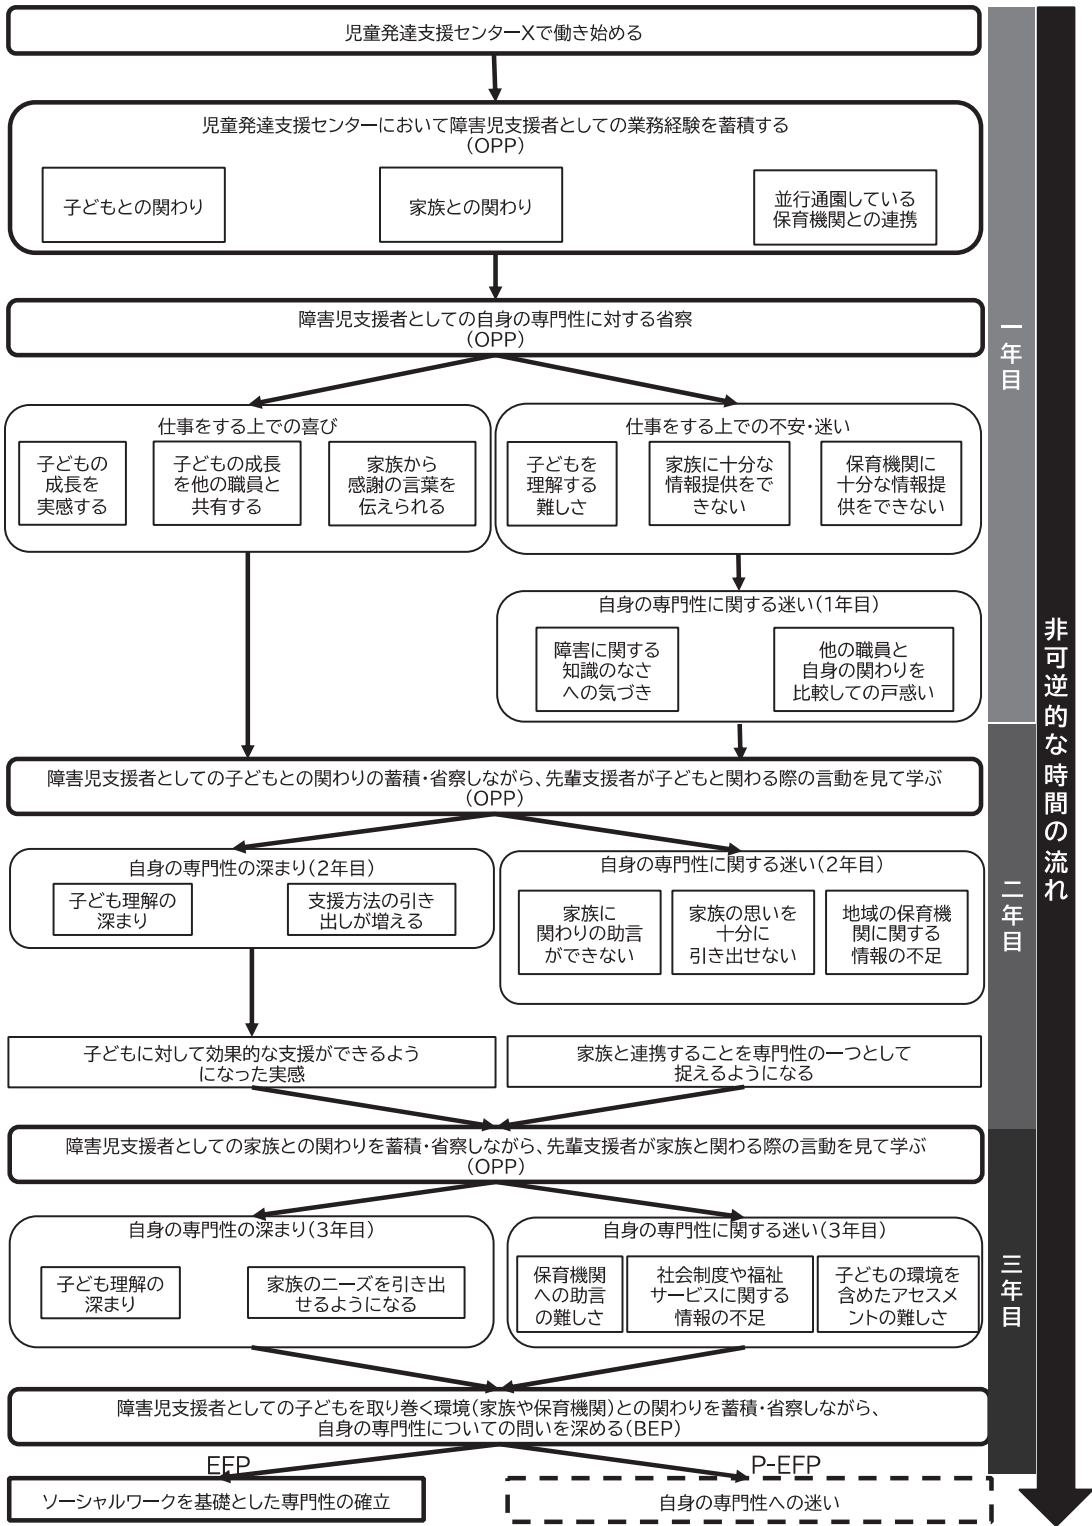 児童発達支援センターXで働き始める
児童発達支援センターにおいて障害児支援者としての業務経験を蓄積する
(OPP)
子どもとの関わり
家族との関わり
並行通園している
保育機関との連携
障害児支援者としての自身の専門性に対する省察
(OPP)
仕事をする上での喜び
子どもの
成長を
実感する
子どもの成長
を他の職員と
共有する
家族から
感謝の言葉を
伝えられる
仕事をする上での不安・迷い
子どもを
理解する
難しさ
家族に十分な
情報提供をで
きない
保育機関に
十分な情報提
供をできない
自身の専門性に関する迷い(1年目)
障害に関する
知識のなさ
への気づき
他の職員と
自身の関わりを
比較しての戸惑い
障害児支援者としての子どもとの関わりの蓄積・省察しながら、先輩支援者が子どもと関わる際の言動を見て学ぶ
(OPP)
自身の専門性の深まり(2年目)
子ども理解の
深まり
支援方法の引き
出しが増える
自身の専門性に関する迷い(2年目)
家族に
関わりの助言
ができない
家族の思いを
十分に
引き出せない
地域の保育機
関に関する
情報の不足
子どもに対して効果的な支援ができるよう
になった実感
家族と連携することを専門性の一つとして
捉えるようになる
障害児支援者としての家族との関わりを蓄積・省察しながら、先輩支援者が家族と関わる際の言動を見て学ぶ
(OPP)
自身の専門性の深まり(3年目)
子ども理解の
深まり
家族のニーズを引き出
せるようになる
自身の専門性に関する迷い(3年目)
保育機関
への助言
の難しさ
社会制度や福祉
サービスに関する
情報の不足
子どもの環境を
含めたアセスメ
ントの難しさ
障害児支援者としての子どもを取り巻く環境(家族や保育機関)との関わりを蓄積・省察しながら、
自身の専門性についての問いを深める(BEP)
EFP
ソーシャルワークを基礎とした専門性の確立
P-EFP
自身の専門性への迷い
一年目
二年目
三年目
非可逆的な時間の流れ